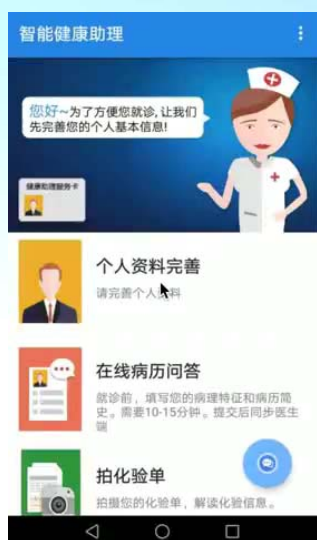 智能健康助理
您好~为了方便您就诊,让我们
先完善您的个人基本信息!
健康助理服务卡
个人资料完善
请完善个人资料
在线病历问答
就诊前，填写您的病理特征和病历简
史。需要10-15分钟。提交后同步医生
端
拍化验单
拍摄您的化验单，解读化验信息。